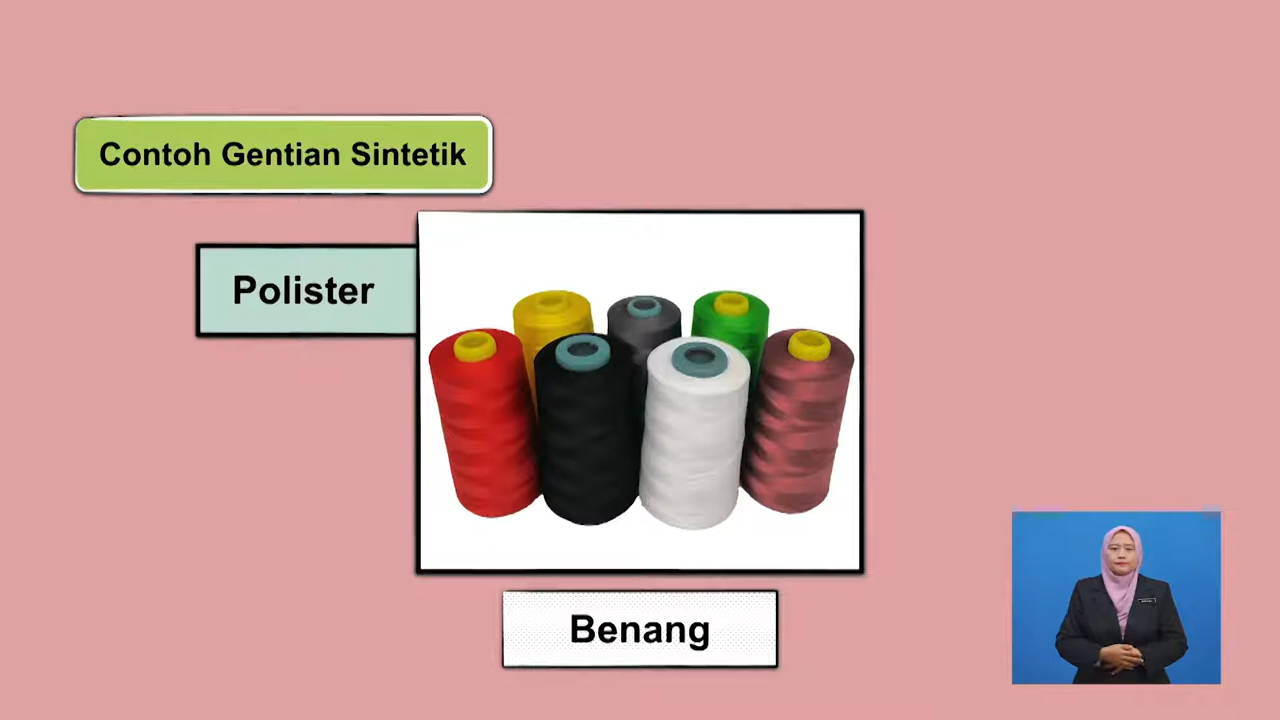 Contoh Gentian Sintetik
Polister
Benang